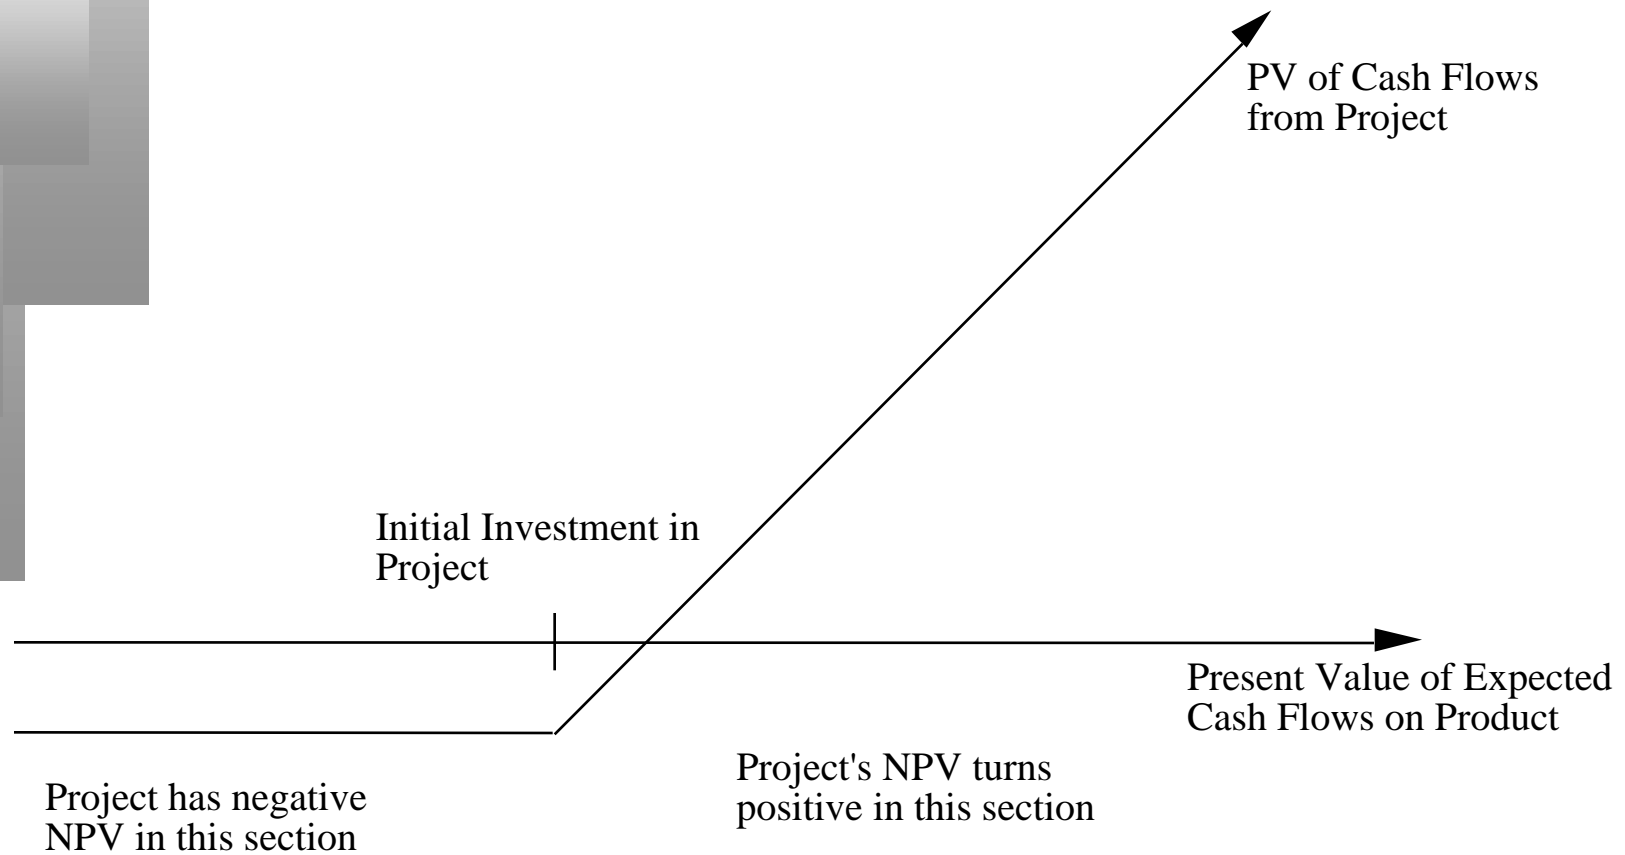 PV of Cash Flows
from Project
Initial Investment in
Project
Present Value of Expected
Cash Flows on Product
Project's NPV turns
positive in this section
Project has negative
NPV in this section